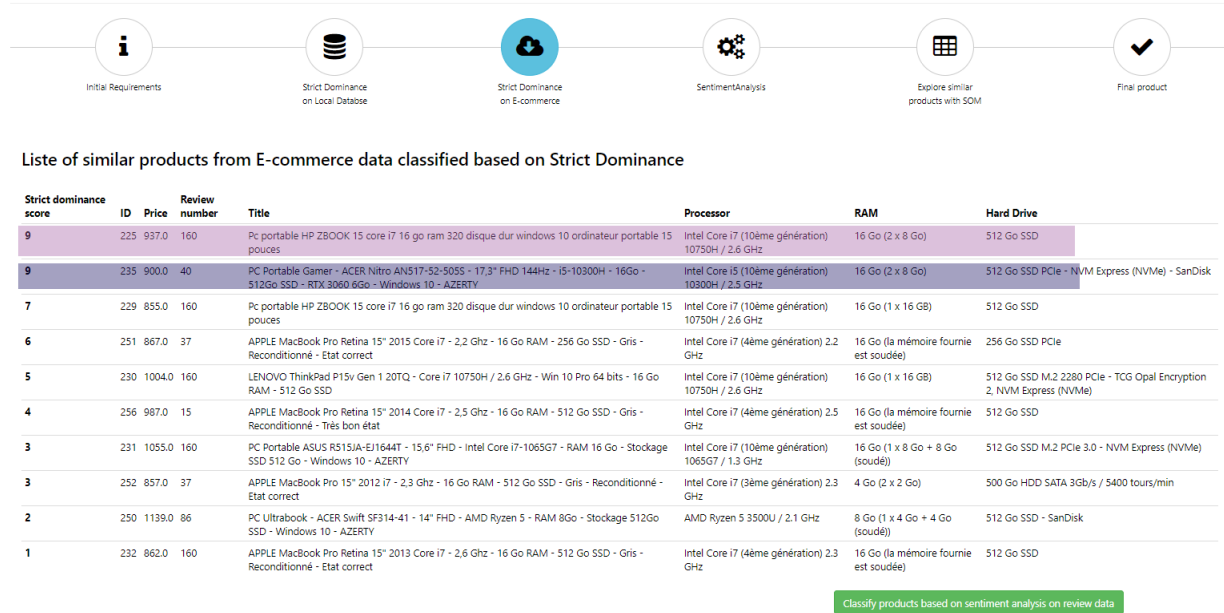 Initial Requirements
Strict Dominance
on Local Databse
Strict Dominance
on E-commerce
SentimentAnalysis
Explore similar
products with SOM
Final product
Liste of similar products from E-commerce data classified based on Strict Dominance
Strict dominance score ID Price Review number Title Processor RAM Hard Drive
9 225 937.0 160 Pc portable HP ZBOOK 15 core i7 16 go ram 320 disque dur windows 10 ordinateur portable 15 Intel Core i7 (10ème génération) 16 Go (2 x 8 Go) 512 Go SSD
pouces 10750H / 2.6 GHz
9 235 900.0 40 PC Portable Gamer - ACER Nitro AN517-52-505S - 17,3" FHD 144Hz - i5-10300H - 16Go - Intel Core i5 (10ème génération) 16 Go (2 x 8 Go) 512 Go SSD PCIe - NVM Express (NVMe) - SanDisk
512Go SSD - RTX 3060 6Go - Windows 10 - AZERTY 10300H / 2.5 GHz
7 229 855.0 160 Pc portable HP ZBOOK 15 core i7 16 go ram 320 disque dur windows 10 ordinateur portable 15 Intel Core i7 (10ème génération) 16 Go (1 x 16 GB) 512 Go SSD
pouces 10750H / 2.6 GHz
6 251 867.0 37 APPLE MacBook Pro Retina 15" 2015 Core i7 - 2,2 Ghz - 16 Go RAM - 256 Go SSD - Gris - Intel Core i7 (4ème génération) 2.2 16 Go (la mémoire fournie 256 Go SSD PCIe
Reconditionné - Etat correct GHz est soudée)
5 230 1004.0 160 LENOVO ThinkPad P15v Gen 1 20TQ - Core i7 10750H / 2.6 GHz - Win 10 Pro 64 bits - 16 Go Intel Core i7 (10ème génération) 16 Go (1 x 16 GB) 512 Go SSD M.2 2280 PCIe - TCG Opal Encryption
RAM - 512 Go SSD 10750H / 2.6 GHz 2, NVM Express (NVMe)
4 256 987.0 15 APPLE MacBook Pro Retina 15" 2014 Core i7 - 2,5 Ghz - 16 Go RAM - 512 Go SSD - Gris - Intel Core i7 (4ème génération) 2.5 16 Go (la mémoire fournie 512 Go SSD
Reconditionné - Très bon état GHz est soudée)
3 231 1055.0 160 PC Portable ASUS R515JA-EJ1644T - 15,6" FHD - Intel Core i7-1065G7 - RAM 16 Go - Stockage Intel Core i7 (10ème génération) 16 Go (1 x 8 Go + 8 Go 512 Go SSD M.2 PCIe 3.0 - NVM Express (NVMe)
SSD 512 Go - Windows 10 - AZERTY 1065G7 / 1.3 GHz (soudé))
3 252 857.0 37 APPLE MacBook Pro 15" 2012 i7 - 2,3 Ghz - 16 Go RAM - 512 Go SSD - Gris - Reconditionné - Intel Core i7 (3ème génération) 2.3 4 Go (2 x 2 Go) 500 Go HDD SATA 3Gb/s / 5400 tours/min
Etat correct GHz
2 250 1139.0 86 PC Ultrabook - ACER Swift SF314-41 - 14" FHD - AMD Ryzen 5 - RAM 8Go - Stockage 512Go AMD Ryzen 5 3500U / 2.1 GHz 8 Go (1 x 4 Go + 4 Go 512 Go SSD - SanDisk
SSD - Windows 10 - AZERTY (soudé))
1 232 862.0 160 APPLE MacBook Pro Retina 15" 2013 Core i7 - 2,6 Ghz - 16 Go RAM - 512 Go SSD - Gris - Intel Core i7 (4ème génération) 2.3 16 Go (la mémoire fournie 512 Go SSD
Reconditionné - Etat correct GHz est soudée)
Classify products based on sentiment analysis on review data